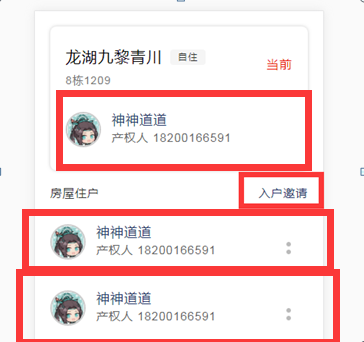 龙湖九黎青川 自住
当前
8栋1209
神神道道
产权人 18200166591
房屋住户 入户邀请
神神道道
产权人 18200166591
神神道道
产权人 18200166591